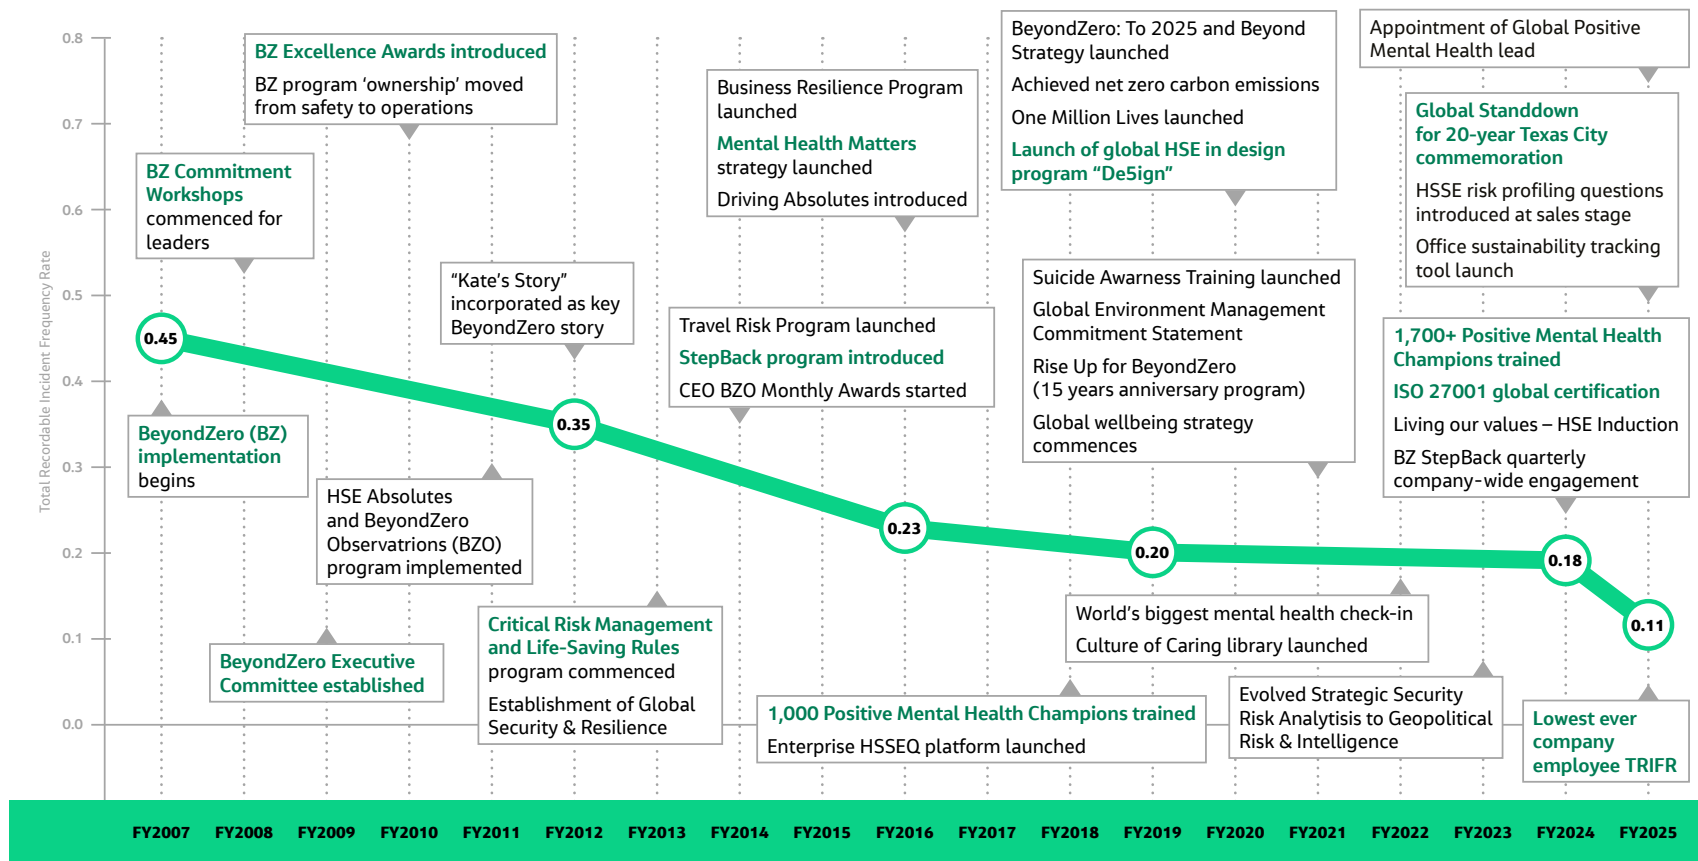 Total Recordable Incident Frequency Rate
0.8
0.7
0.6
0.5
0.4
0.3
0.2
0.1
0.0
BZ Commitment
Workshops
commenced for
leaders
BZ Excellence Awards introduced
BZ program ‘ownership’ moved
from safety to operations
“Kate’s Story”
incorporated as key
BeyondZero story
Business Resilience Program
launched
Mental Health Matters
strategy launched
Driving Absolutes introduced
Travel Risk Program launched
StepBack program introduced
CEO BZO Monthly Awards started
BeyondZero: To 2025 and Beyond
Strategy launched
Achieved net zero carbon emissions
One Million Lives launched
Launch of global HSE in design
program “De5ign”
Suicide Awarness Training launched
Global Environment Management
Commitment Statement
Rise Up for BeyondZero
(15 years anniversary program)
Global wellbeing strategy
commences
Appointment of Global Positive
Mental Health lead
Global Standdown
for 20-year Texas City
commemoration
HSSE risk profiling questions
introduced at sales stage
Office sustainability tracking
tool launch
1,700+ Positive Mental Health
Champions trained
ISO 27001 global certification
Living our values – HSE Induction
BZ StepBack quarterly
company-wide engagement
0.45
0.35
0.23
0.20
0.18
0.11
BeyondZero (BZ)
implementation
begins
HSE Absolutes
and BeyondZero
Observatrions (BZO)
program implemented
BeyondZero Executive
Committee established
Critical Risk Management
and Life-Saving Rules
program commenced
Establishment of Global
Security & Resilience
1,000 Positive Mental Health Champions trained
Enterprise HSSEQ platform launched
World’s biggest mental health check-in
Culture of Caring library launched
Evolved Strategic Security
Risk Analytisis to Geopolitical
Risk & Intelligence
Lowest ever
company
employee TRIFR
FY2007 FY2008 FY2009 FY2010 FY2011 FY2012 FY2013 FY2014 FY2015 FY2016 FY2017 FY2018 FY2019 FY2020 FY2021 FY2022 FY2023 FY2024 FY2025